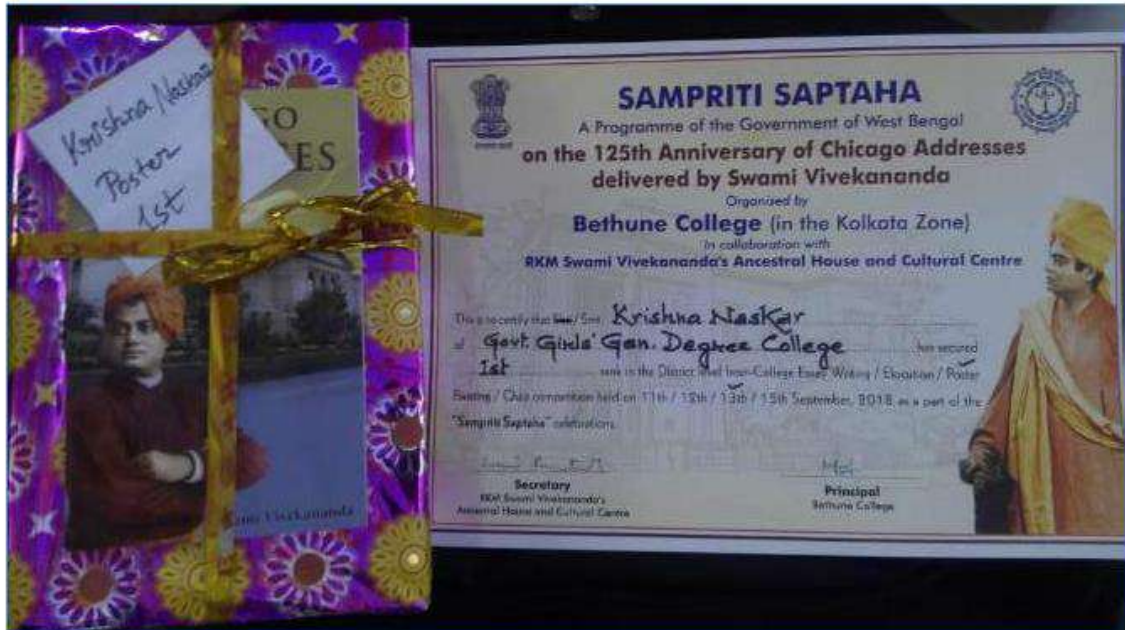 Krishna Naskar
Poster
1st
GO
ES
Swami Vivekananda
SAMPRITI SAPTAHA
A Programme of the Government of West Bengal
on the 125th Anniversary of Chicago Addresses
delivered by Swami Vivekananda
Organised by
Bethune College (in the Kolkata Zone)
In collaboration with
RKM Swami Vivekananda's Ancestral House and Cultural Centre
This is to certify that / Smt. Krishna Naskar
of Govt. Girls' Gen. Degree College has secured
1st rank in the District level Inter-College Essay Writing / Elocution / Poster
Painting / Quiz competition held on 11th / 12th / 13th / 15th September, 2018 as a part of the
"Sampriti Saptaha" celebrations.
Secretary
RKM Swami Vivekananda's
Ancestral House and Cultural Centre
Principal
Bethune College